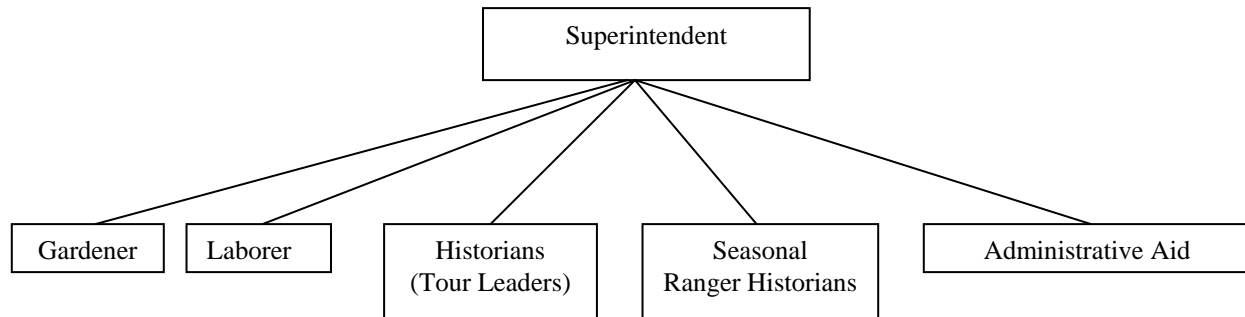 Superintendent
Gardener
Laborer
Historians
(Tour Leaders)
Seasonal
Ranger Historians
Administrative Aid